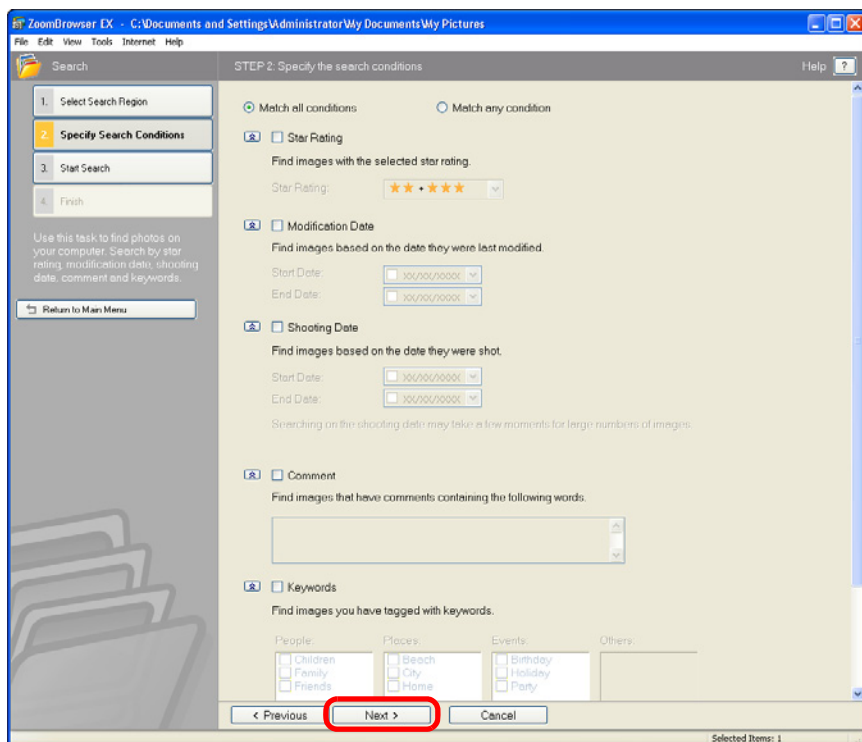 ZoomBrowser EX - C:\Documents and Settings\Administrator\My Documents\My Pictures
File Edit View Tools Internet Help
Search
STEP 2: Specify the search conditions
Help ?
1. Select Search Region
2. Specify Search Conditions
3. Start Search
4. Finish
Use this task to find photos on
your computer. Search by star
rating, modification date, shooting
date, comment and keywords.
Return to Main Menu
Match all conditions
Match any condition
Star Rating
Find images with the selected star rating.
Star Rating:
Modification Date
Find images based on the date they were last modified.
Start Date: xx/xx/xxxx
End Date: xx/xx/xxxx
Shooting Date
Find images based on the date they were shot.
Start Date: xx/xx/xxxx
End Date: xx/xx/xxxx
Searching on the shooting date may take a few moments for large numbers of images.
Comment
Find images that have comments containing the following words.
Keywords
Find images you have tagged with keywords.
People: Places: Events: Others:
Children Beach Birthday
Family City Holiday
Friends Home Party
< Previous Next > Cancel
Selected Items: 1